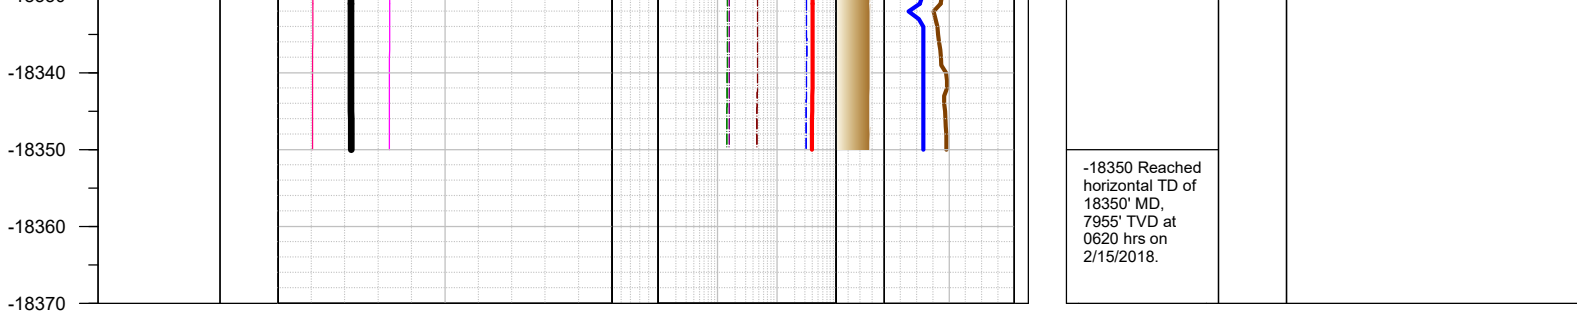 -18340
-18350
-18350 Reached
horizontal TD of
18350' MD,
7955' TVD at
0620 hrs on
2/15/2018.
-18360
-18370